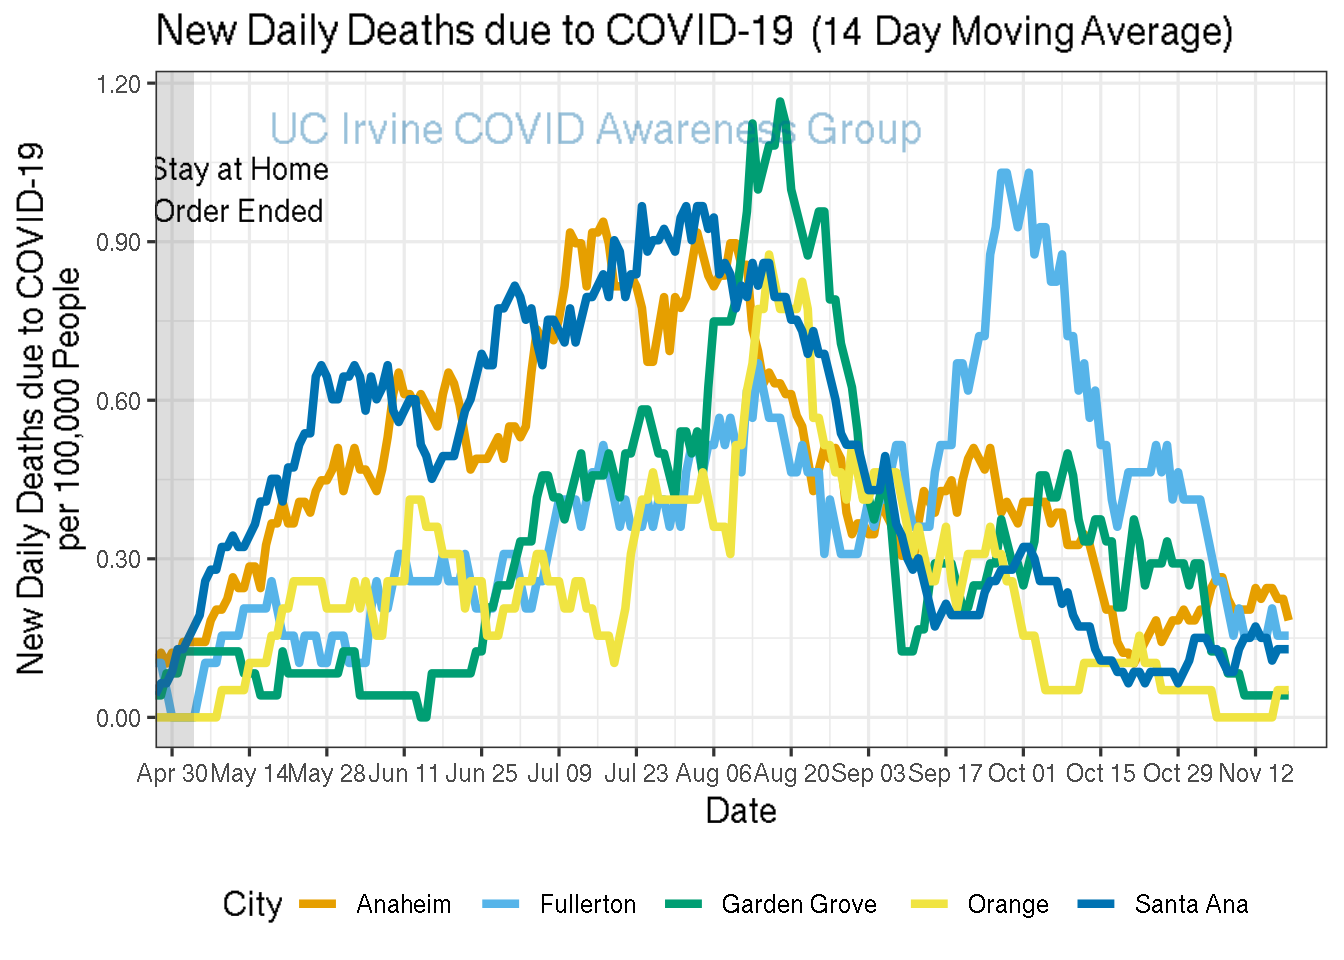 New Daily Deaths due to COVID-19 (14 Day Moving Average)
New Daily Deaths due to COVID-19
per 100,000 People
1.20
0.90
0.60
0.30
0.00
UC Irvine COVID Awareness Group
Stay at Home
Order Ended
Apr 30 May 14 May 28 Jun 11 Jun 25 Jul 09 Jul 23 Aug 06 Aug 20 Sep 03 Sep 17 Oct 01 Oct 15 Oct 29 Nov 12
Date
City Anaheim Fullerton Garden Grove Orange Santa Ana